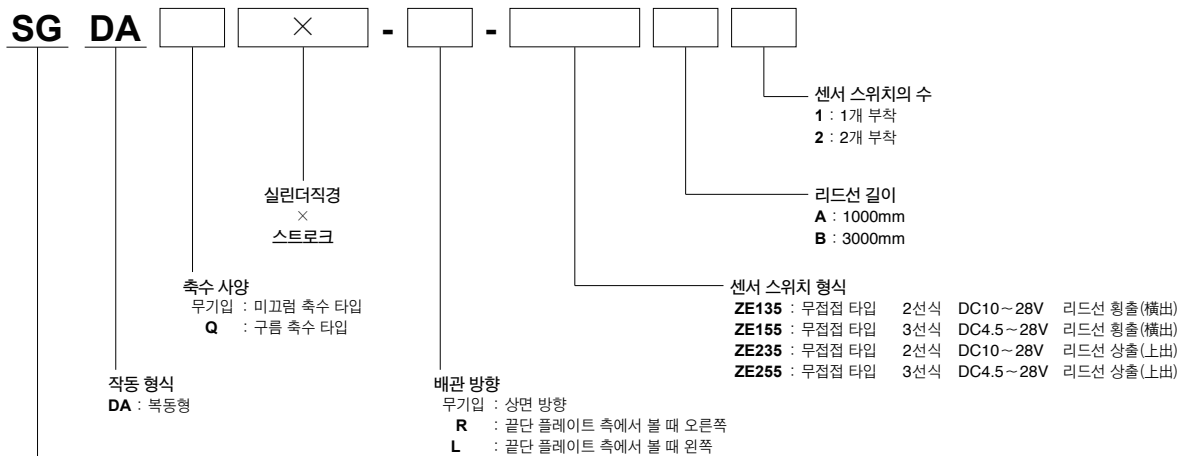 SG DA × - -
센서 스위치의 수
1 : 1개 부착
2 : 2개 부착
실린더직경
×
스트로크
리드선 길이
A : 1000mm
B : 3000mm
축수 사양
무기입 : 미끄럼 축수 타입
Q : 구름 축수 타입
센서 스위치 형식
ZE135 : 무접접 타입 2선식 DC10~28V 리드선 횡출(橫出)
ZE155 : 무접접 타입 3선식 DC4.5~28V 리드선 횡출(橫出)
ZE235 : 무접접 타입 2선식 DC10~28V 리드선 상출(上出)
ZE255 : 무접접 타입 3선식 DC4.5~28V 리드선 상출(上出)
작동 형식
DA : 복동형
배관 방향
무기입 : 상면 방향
R : 끝단 플레이트 측에서 볼 때 오른쪽
L : 끝단 플레이트 측에서 볼 때 왼쪽